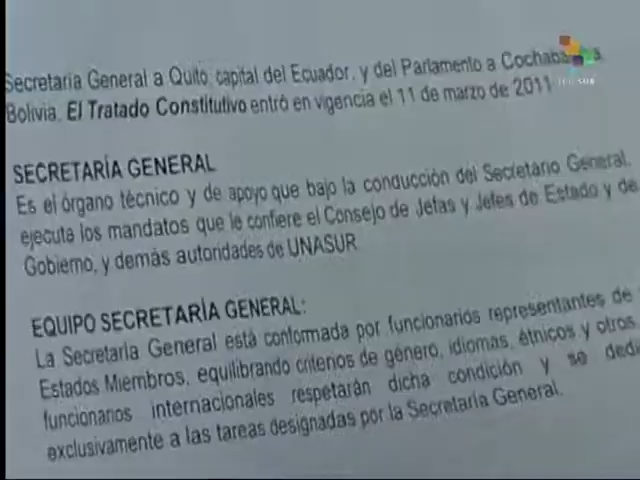 Secretaria General a Quito, capital del Ecuador, y del Parlamento a
Bolivia. El Tratado Constitutivo entró en vigencia el 11 de marzo de 2011
SECRETARÍA GENERAL
Es el órgano técnico y de apoyo que bajo la conducción del Secretario General,
ejecuta los mandatos que le confiere el Consejo de Jefas y Jefes de Estado y de
Gobierno, y demás autoridades de UNASUR
EQUIPO SECRETARÍA GENERAL:
La Secretaría General está conformada por funcionarios representantes de
Estados Miembros, equilibrando criterios de género, idiomas, étnicos y otros.
funcionarios internacionales respetarán dicha condición y se
exclusivamente a las tareas designadas por la Secretaría General.